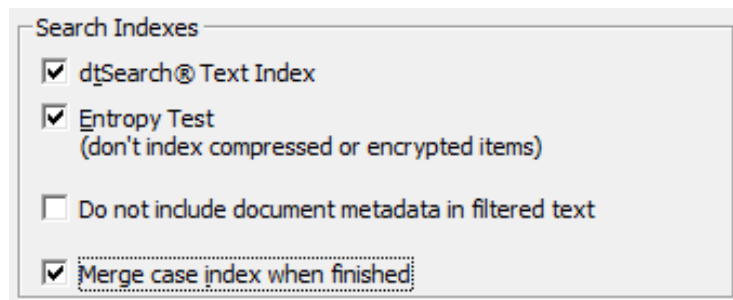 Search Indexes
dtSearch® Text Index
Entropy Test
(don't index compressed or encrypted items)
Do not include document metadata in filtered text
Merge case index when finished